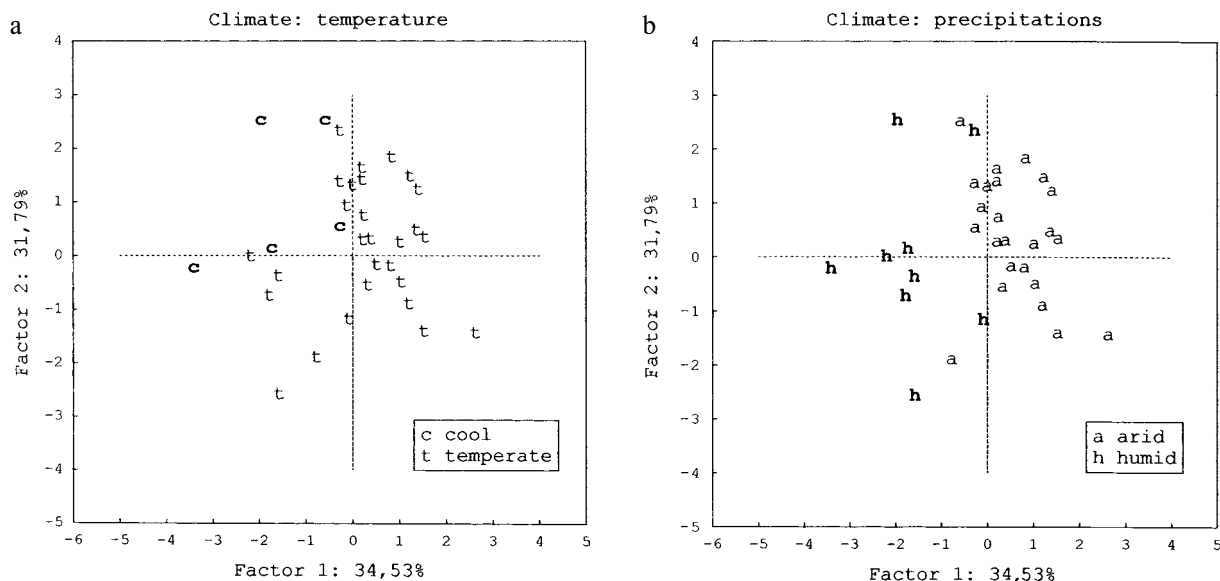 a
Climate: temperature
4
3
2
1
0
-1
-2
-3
-4
-5
Factor 2: 31,79%
c cool
t temperate
-6 -5 -4 -3 -2 -1 0 1 2 3 4 5
Factor 1: 34,53%
b
Climate: precipitations
4
3
2
1
0
-1
-2
-3
-4
-5
Factor 2: 31,79%
a arid
h humid
-6 -5 -4 -3 -2 -1 0 1 2 3 4 5
Factor 1: 34,53%